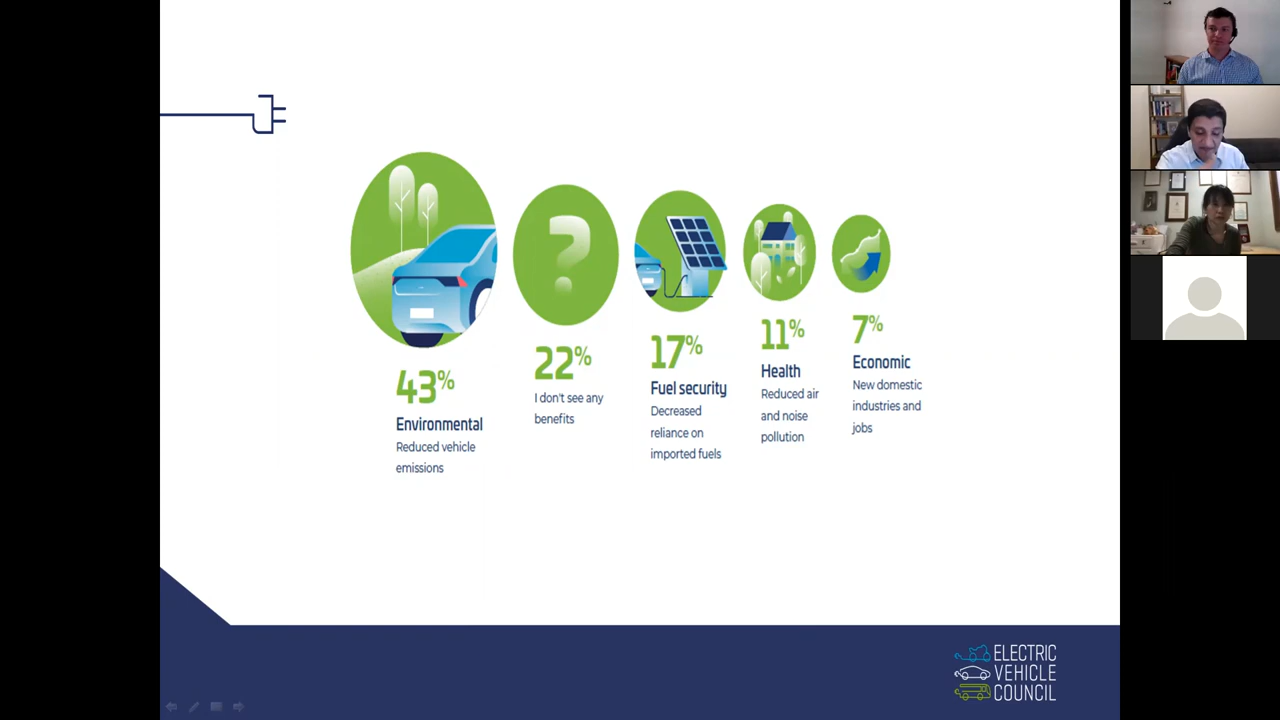 43%
Environmental
Reduced vehicle
emissions
?
22%
I don't see any
benefits
17%
Fuel security
Decreased
reliance on
imported fuels
11%
Health
Reduced air
and noise
pollution
7%
Economic
New domestic
industries and
jobs
ELECTRIC
VEHICLE
COUNCIL